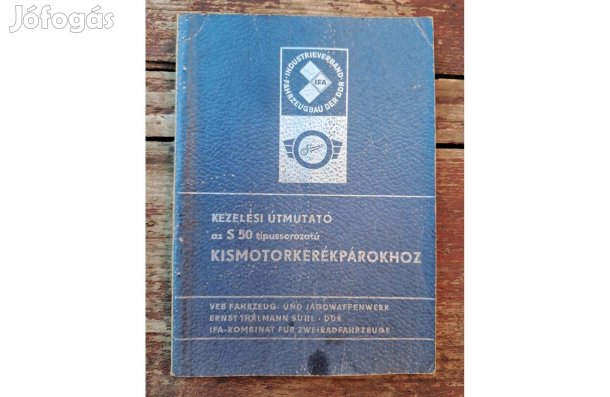 Jófogás
INDUSTRIEVERBAND · FAHRZEUGBAU DER DDR ·
IFA
Simson
KEZELÉSI ÚTMUTATÓ
az S 50 típussorozatú
KISMOTORKERÉKPÁROKHOZ
VEB FAHRZEUG- UND JAGDWAFFENWERK
ERNST THÄLMANN SUHL · DDR
IFA-KOMBINAT FÜR ZWEIRADFAHRZEUGE